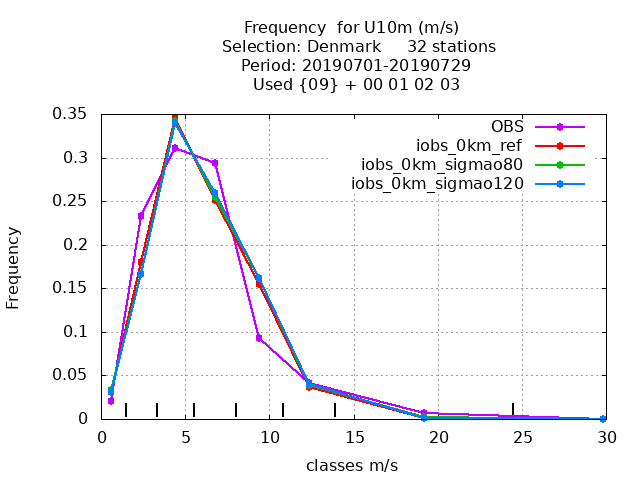 Frequency  for U10m (m/s)
Selection: Denmark     32 stations
Period: 20190701-20190729
Used {09} + 00 01 02 03
0.35
0.3
0.25
0.2
0.15
0.1
0.05
0
Frequency
OBS
iobs_0km_ref
iobs_0km_sigmao80
iobs_0km_sigmao120
0 5 10 15 20 25 30
classes m/s